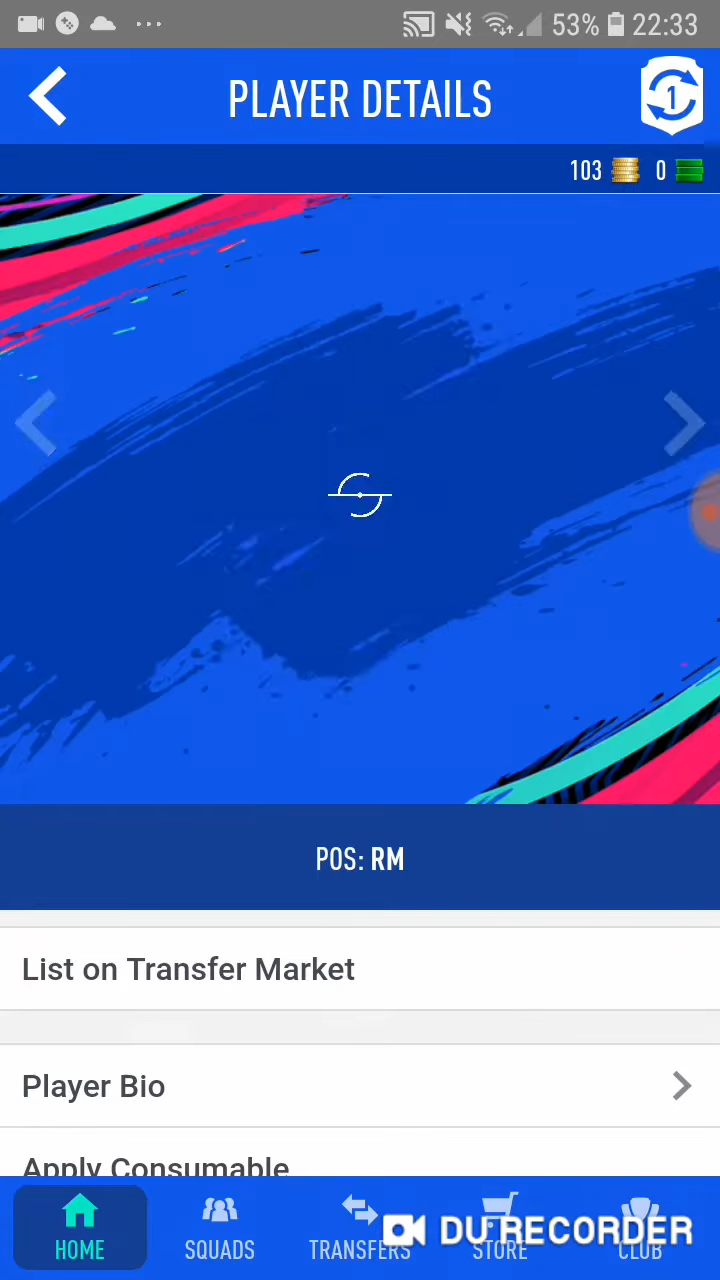 53% 22:33
PLAYER DETAILS
1
103 0
POS: RM
List on Transfer Market
Player Bio
Apply Consumable
HOME SQUADS TRANSFERS STORE CLUB
DU RECORDER